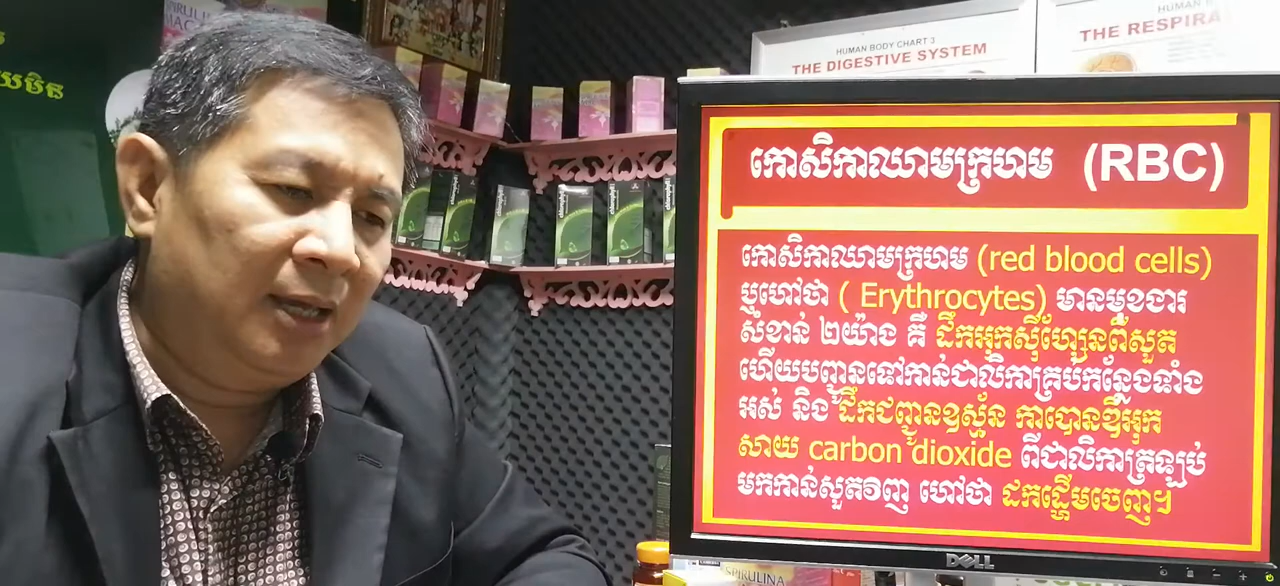 យមិន
SPIRULINA
HUMAN BODY CHART 3
THE DIGESTIVE SYSTEM
HUMAN
THE RESPIRA
កោសិកាឈាមក្រហម (RBC)
កោសិកាឈាមក្រហម (red blood cells)
ឬហៅថា ( Erythrocytes) មានមុខងារ
សំខាន់ ២យ៉ាង គឺ ដឹកអុកស៊ីហ្សែនពីសួត
ហើយបញ្ជូនទៅកាន់ជាលិកាគ្រប់កន្លែងទាំង
អស់ និង ដឹកជញ្ជូនឧស្ម័ន កាបោនឌីអុក
សាយ carbon dioxide ពីជាលិកាត្រឡប់
មកកាន់សួតវិញ ហៅថា ដកដង្ហើមចេញ។
DELL
SPIRULINA